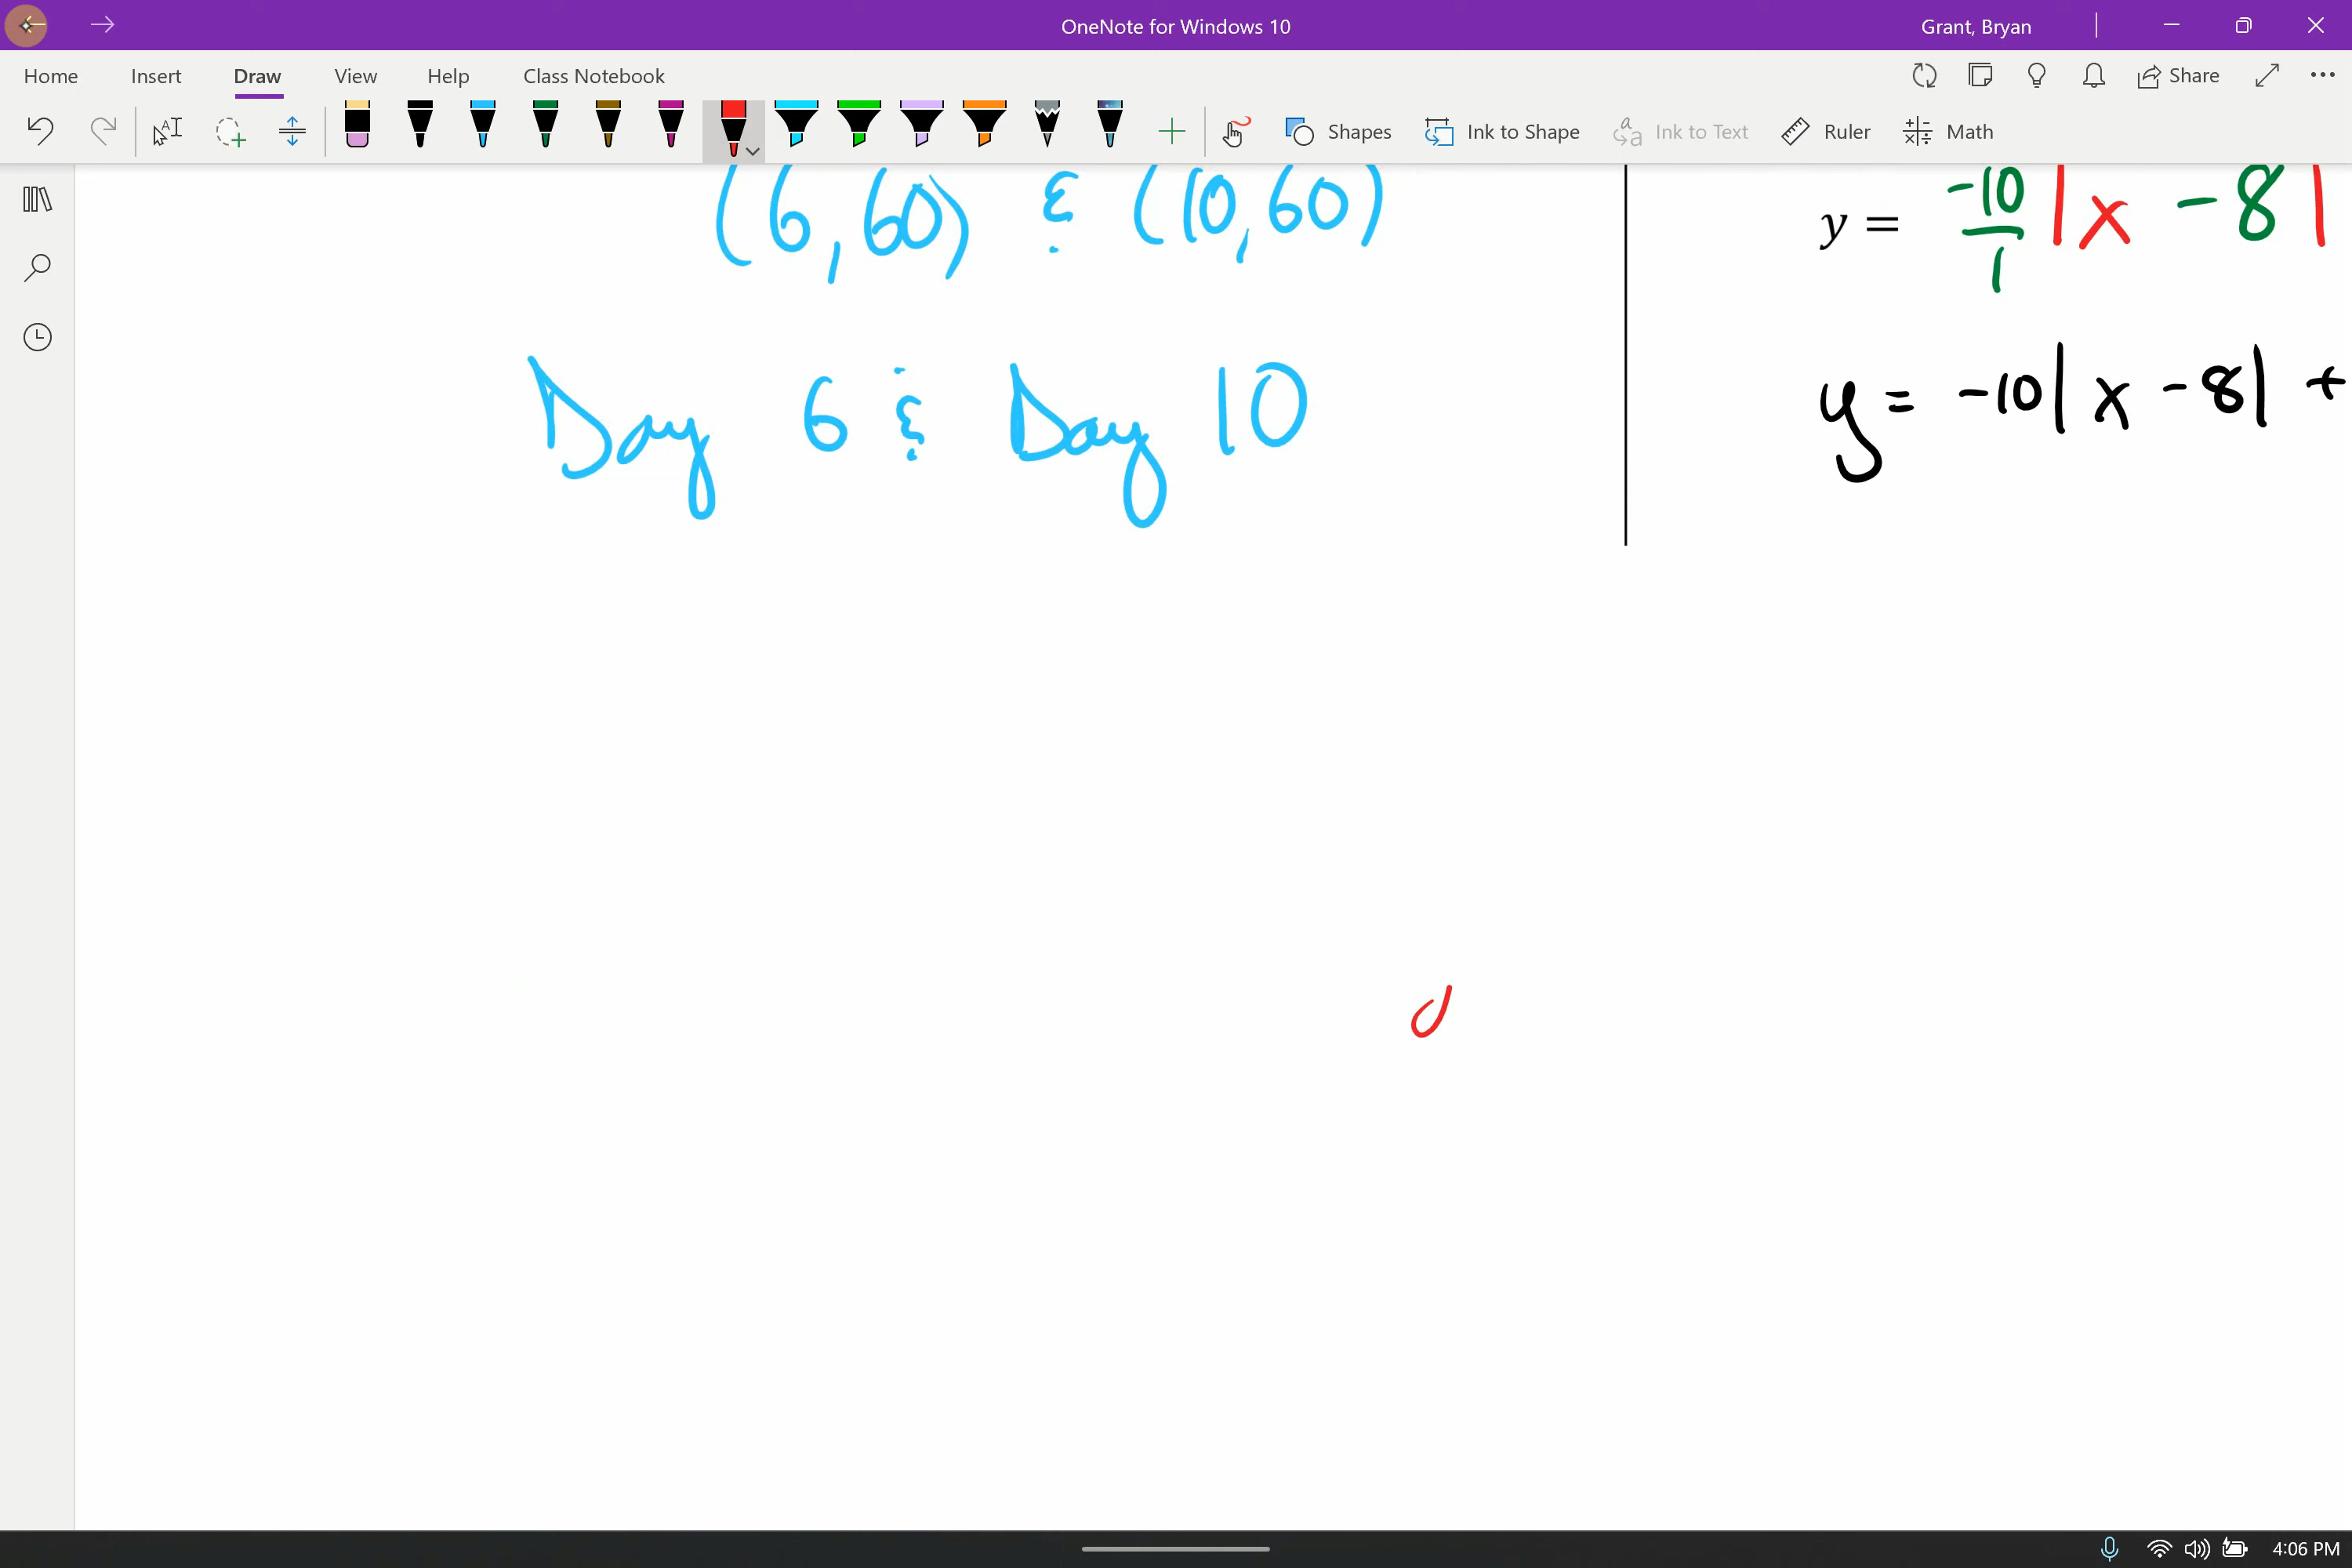 OneNote for Windows 10
Grant, Bryan
Home Insert Draw View Help Class Notebook
Share
Shapes Ink to Shape Ink to Text Ruler Math
(6,60) & (10,60)
Day 6 & Day 10
y = -10/1 |x - 8|
y = -10|x - 8| +
4:06 PM